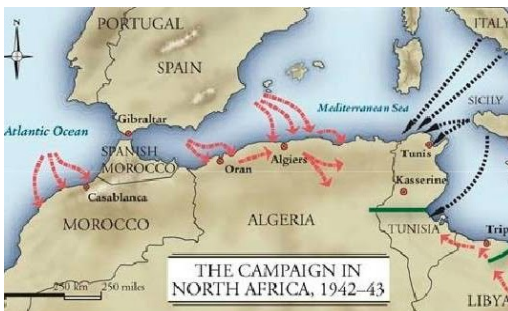 PORTUGAL
ITALY
SPAIN
SICILY
Mediterranean Sea
Gibraltar
Atlantic Ocean
SPANISH
MOROCCO
Tunis
Algiers
Oran
Kasserine
Casablanca
MOROCCO
ALGERIA
TUNISIA
Trip
THE CAMPAIGN IN
NORTH AFRICA, 1942–43
250 km
250 miles
LIBYA